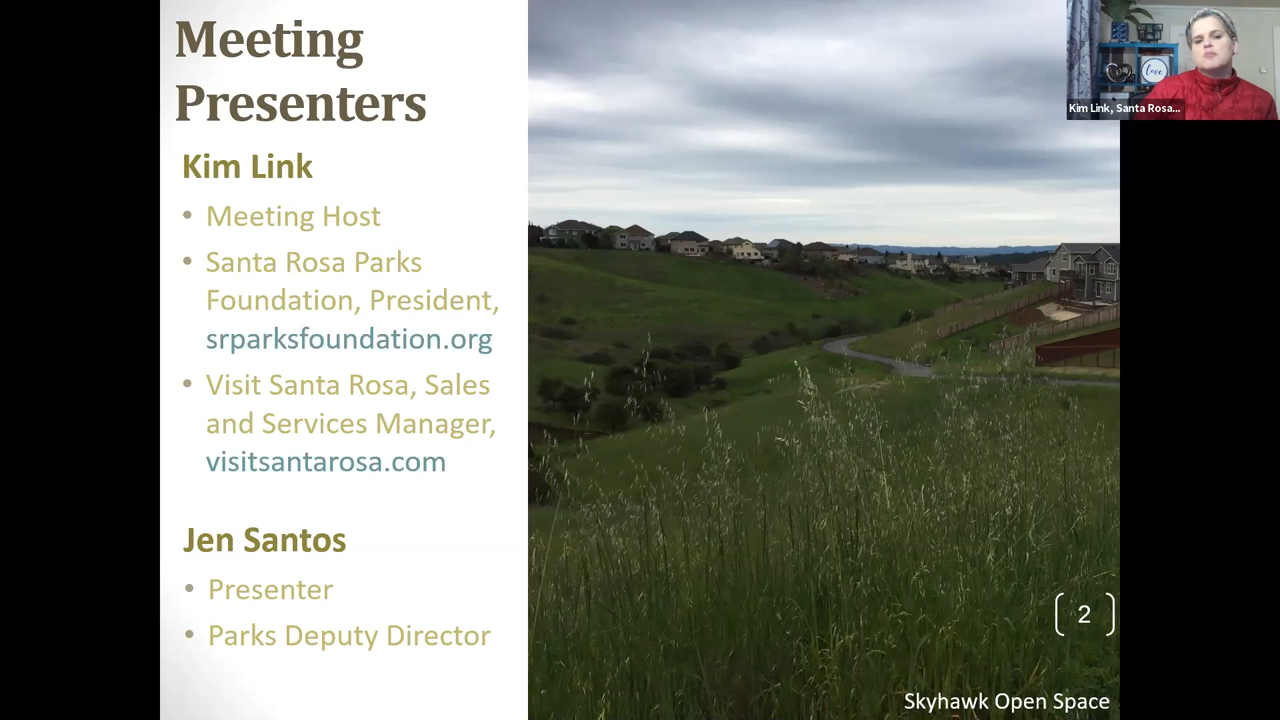 Meeting
Presenters
Kim Link
• Meeting Host
• Santa Rosa Parks
Foundation, President,
srparksfoundation.org
• Visit Santa Rosa, Sales
and Services Manager,
visitsantarosa.com
Jen Santos
• Presenter
• Parks Deputy Director
love
Kim Link, Santa Rosa...
2
Skyhawk Open Space